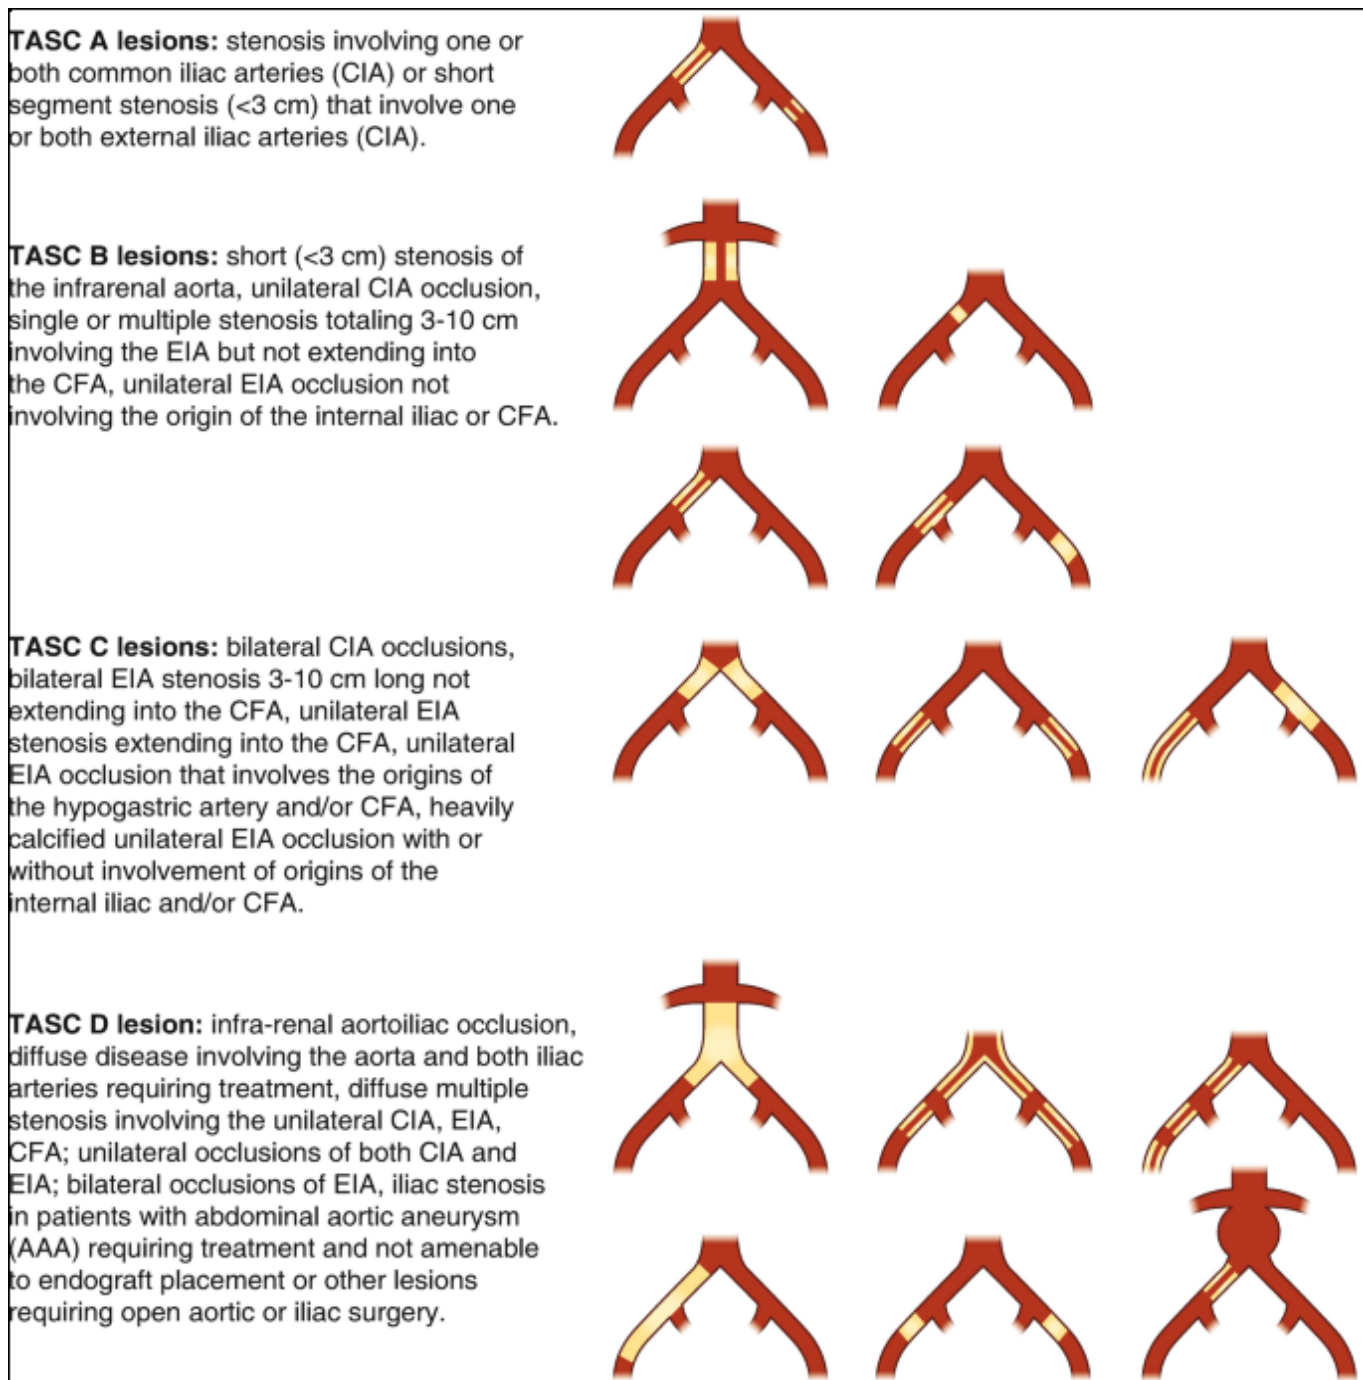 TASC A lesions: stenosis involving one or
both common iliac arteries (CIA) or short
segment stenosis (<3 cm) that involve one
or both external iliac arteries (CIA).
TASC B lesions: short (<3 cm) stenosis of
the infrarenal aorta, unilateral CIA occlusion,
single or multiple stenosis totaling 3-10 cm
involving the EIA but not extending into
the CFA, unilateral EIA occlusion not
involving the origin of the internal iliac or CFA.
TASC C lesions: bilateral CIA occlusions,
bilateral EIA stenosis 3-10 cm long not
extending into the CFA, unilateral EIA
stenosis extending into the CFA, unilateral
EIA occlusion that involves the origins of
the hypogastric artery and/or CFA, heavily
calcified unilateral EIA occlusion with or
without involvement of origins of the
internal iliac and/or CFA.
TASC D lesion: infra-renal aortoiliac occlusion,
diffuse disease involving the aorta and both iliac
arteries requiring treatment, diffuse multiple
stenosis involving the unilateral CIA, EIA,
CFA; unilateral occlusions of both CIA and
EIA; bilateral occlusions of EIA, iliac stenosis
in patients with abdominal aortic aneurysm
(AAA) requiring treatment and not amenable
to endograft placement or other lesions
requiring open aortic or iliac surgery.